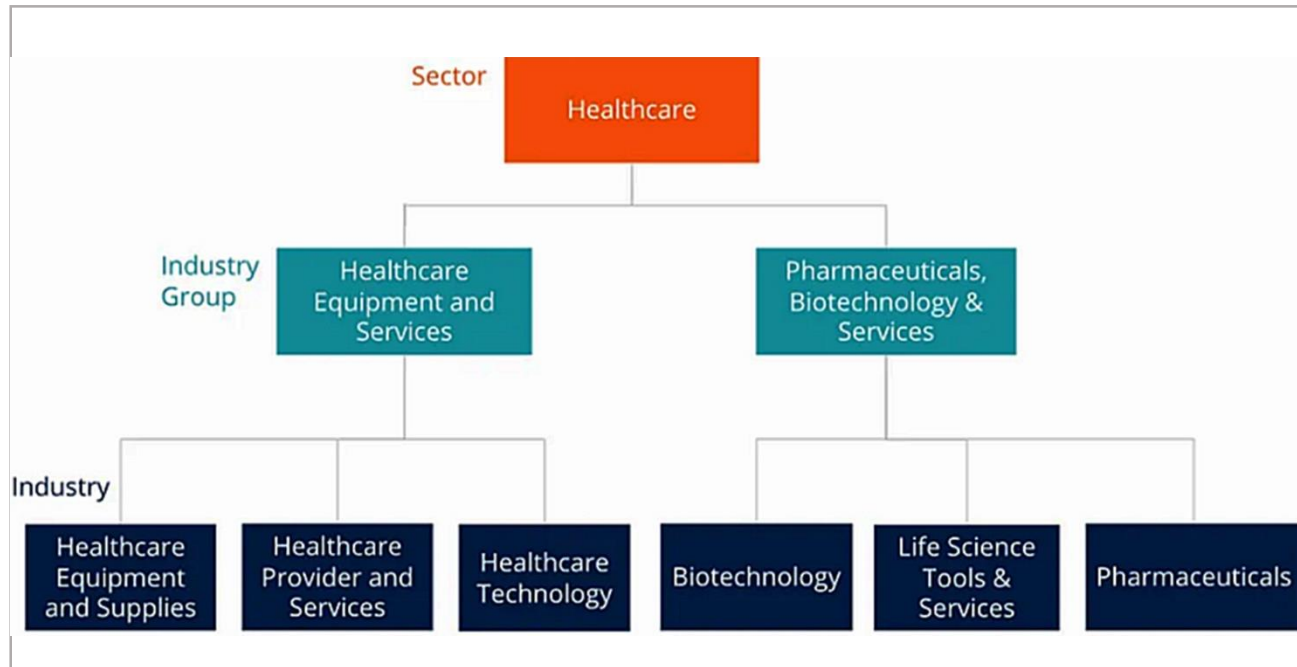 Sector
Healthcare
Industry
Group
Healthcare
Equipment and
Services
Pharmaceuticals,
Biotechnology &
Services
Industry
Healthcare
Equipment
and Supplies
Healthcare
Provider and
Services
Healthcare
Technology
Biotechnology
Life Science
Tools &
Services
Pharmaceuticals